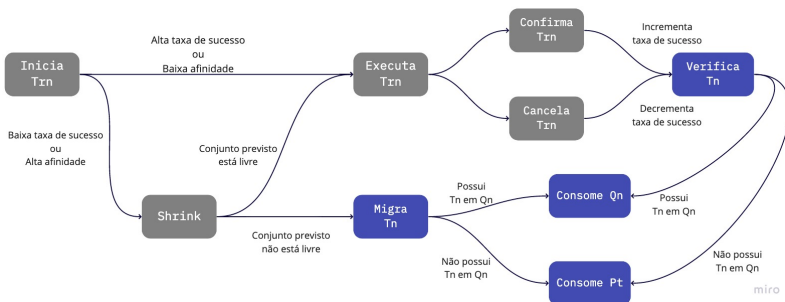 Inicia
Trn
Alta taxa de sucesso
ou
Baixa afinidade
Executa
Trn
Confirma
Trn
Cancela
Trn
Incrementa
taxa de sucesso
Decrementa
taxa de sucesso
Verifica
Tn
Baixa taxa de sucesso
ou
Alta afinidade
Conjunto previsto
está livre
Shrink
Conjunto previsto
não está livre
Migra
Tn
Possui
Tn em Qn
Não possui
Tn em Qn
Consome Qn
Consome Pt
Possui
Tn em Qn
Não possui
Tn em Qn
miro